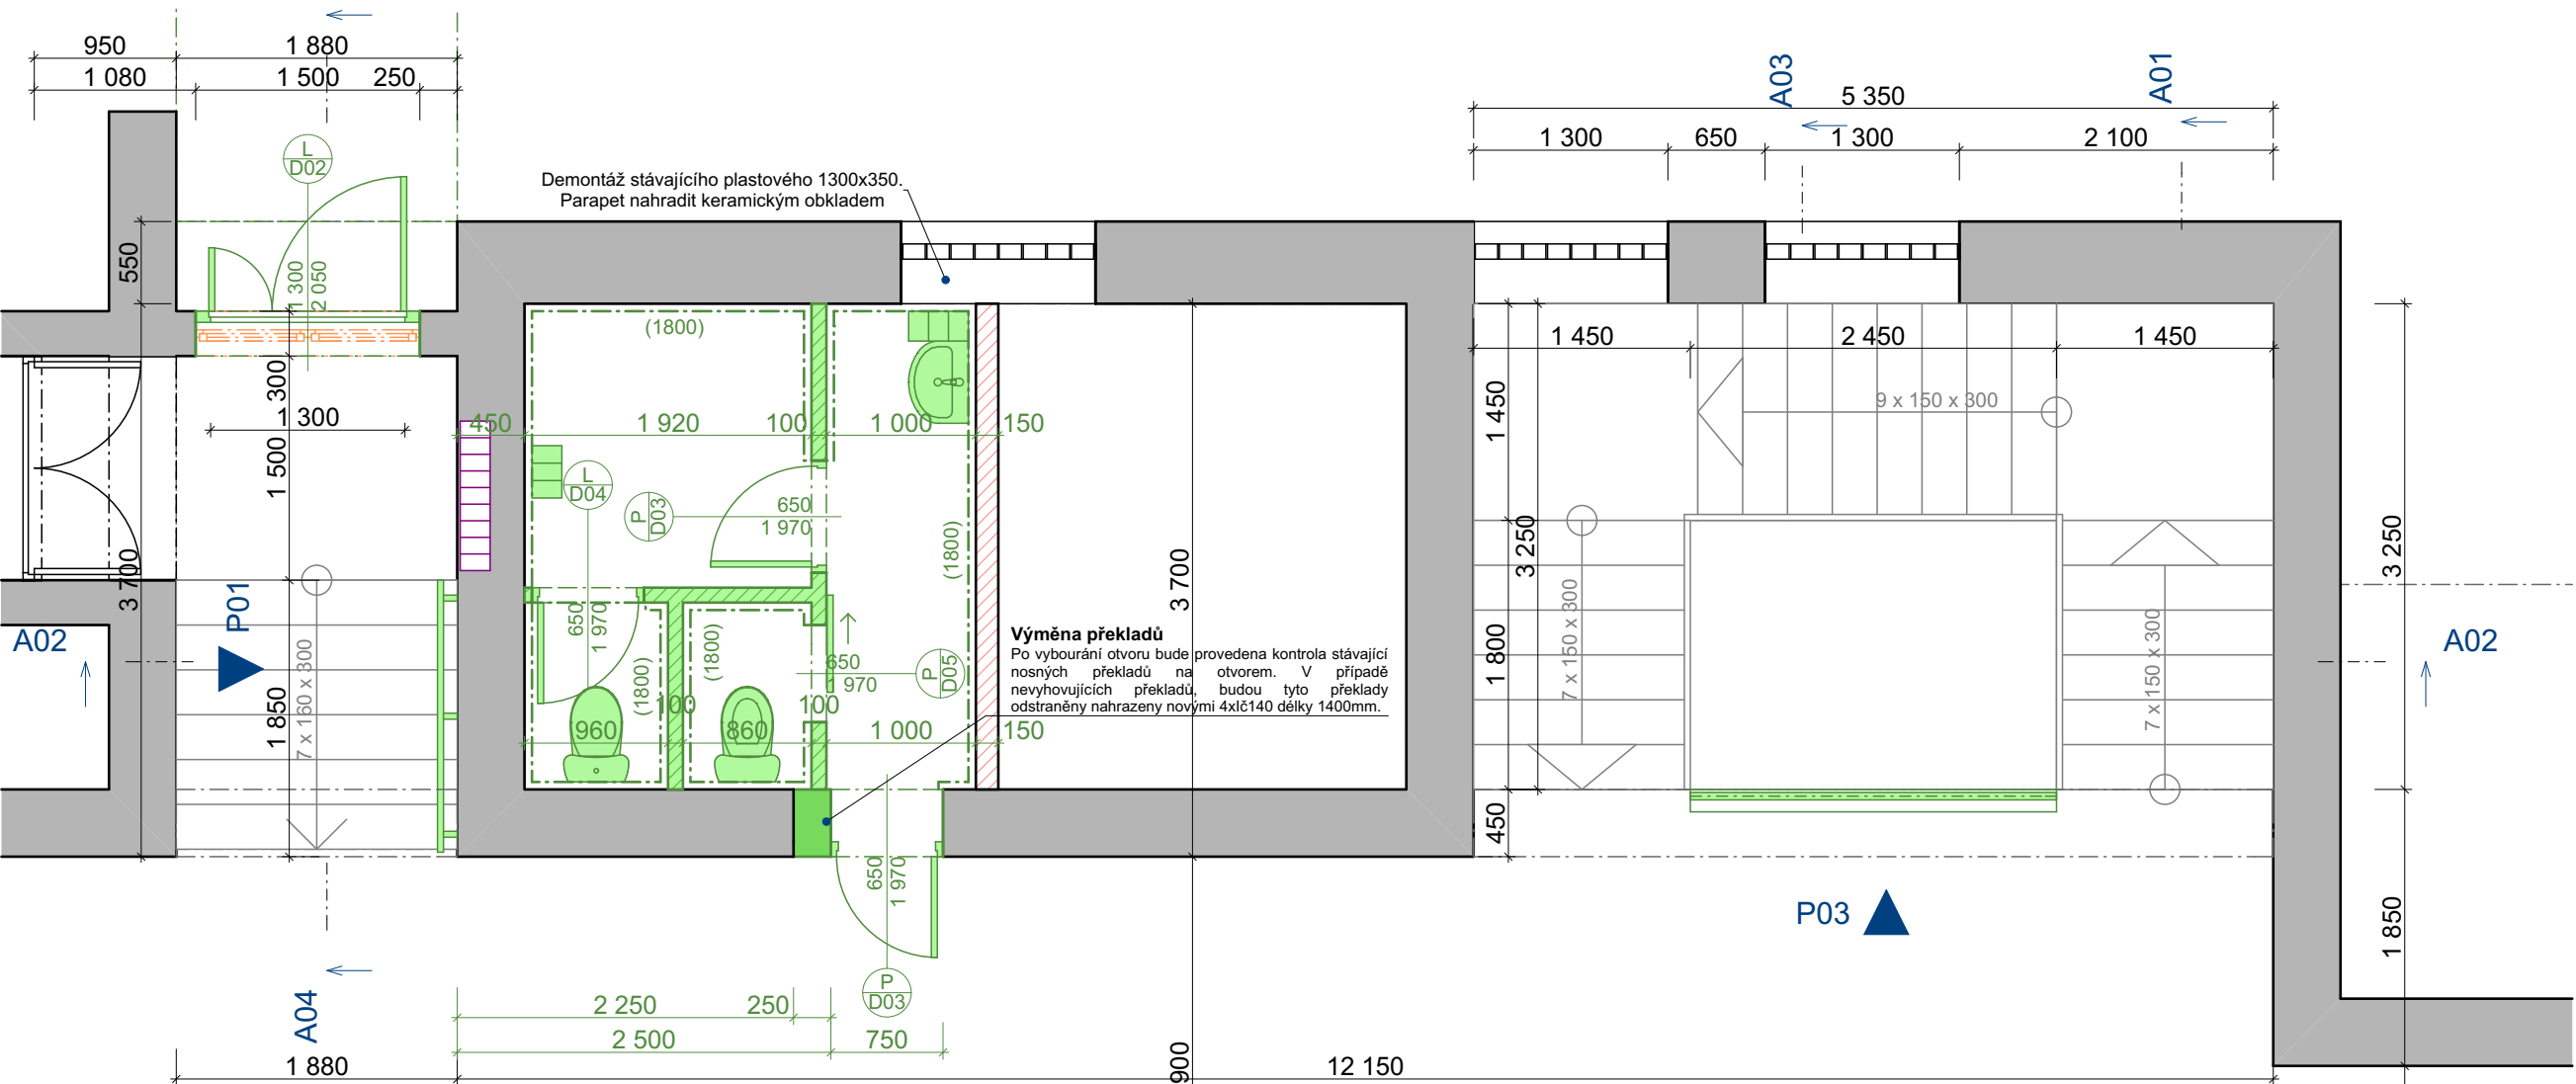 950
1 880
1 080
1 500
250
L
D02
1 300
2 050
550
300
1 300
1 500
3 700
1 850
7 x 160 x 300
P01
A02
A04
Demontáž stávajícího plastového 1300x350.
Parapet nahradit keramickým obkladem
(1800)
450
1 920
100
1 000
150
L
D04
P
D03
650
1 970
(1800)
650
1 970
(1800)
(1800)
650
970
P
D05
100
100
960
860
1 000
150
650
1 970
P
D03
2 250
250
2 500
750
1 880
3 700
900
12 150
Výměna překladů
Po vybourání otvoru bude provedena kontrola stávající
nosných překladů na otvorem. V případě
nevyhovujících překladů, budou tyto překlady
odstraněny nahrazeny novými 4xIč140 délky 1400mm.
A03
A01
5 350
1 300
650
1 300
2 100
1 450
2 450
1 450
9 x 150 x 300
1 450
3 250
1 800
450
7 x 150 x 300
7 x 150 x 300
P03
3 250
A02
1 850